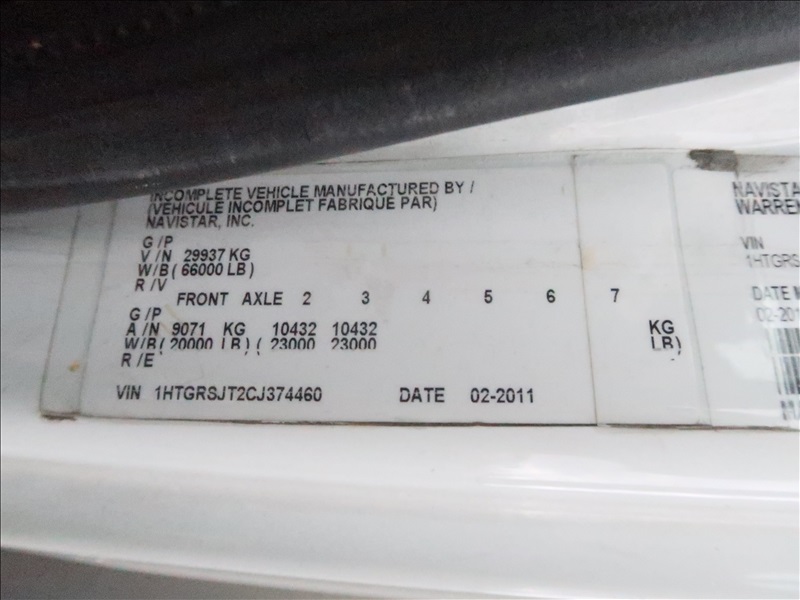 INCOMPLETE VEHICLE MANUFACTURED BY /
(VEHICULE INCOMPLET FABRIQUE PAR)
NAVISTAR, INC.
G / P
V / N 29937 KG
W/B ( 66000 LB)
R / V
FRONT AXLE 2 3 4 5 6 7
G / P
A / N 9071 KG 10432 10432 KG
W/B( 20000 LB) ( 23000 23000 LB)
R / E
VIN 1HTGRSJT2CJ374460 DATE 02-2011
NAVISTA
WARREN
VIN
1HTGRS
DATE M
02-201